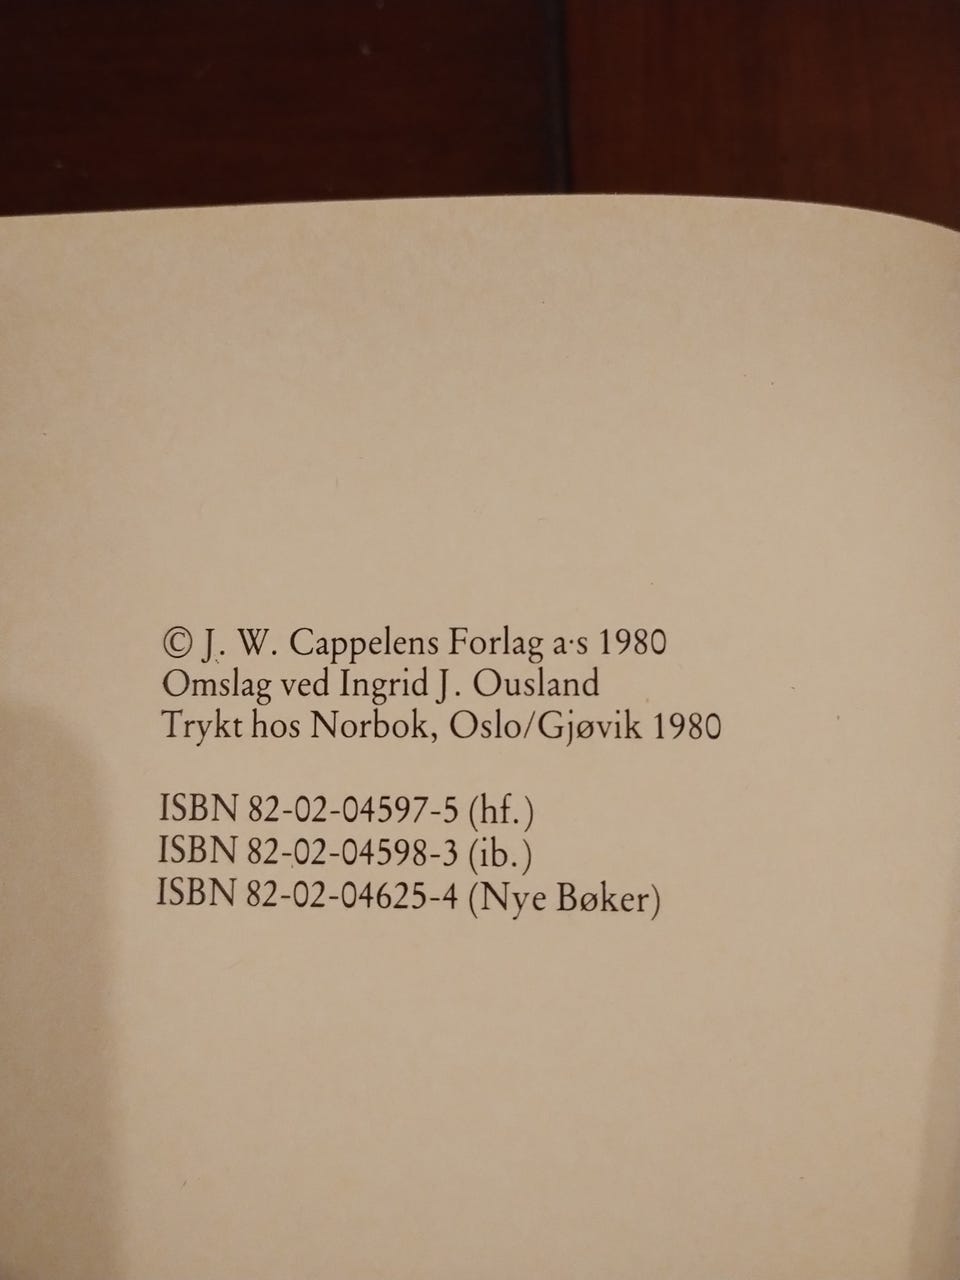 © J. W. Cappelens Forlag a·s 1980
Omslag ved Ingrid J. Ousland
Trykt hos Norbok, Oslo/Gjøvik 1980
ISBN 82-02-04597-5 (hf.)
ISBN 82-02-04598-3 (ib.)
ISBN 82-02-04625-4 (Nye Bøker)